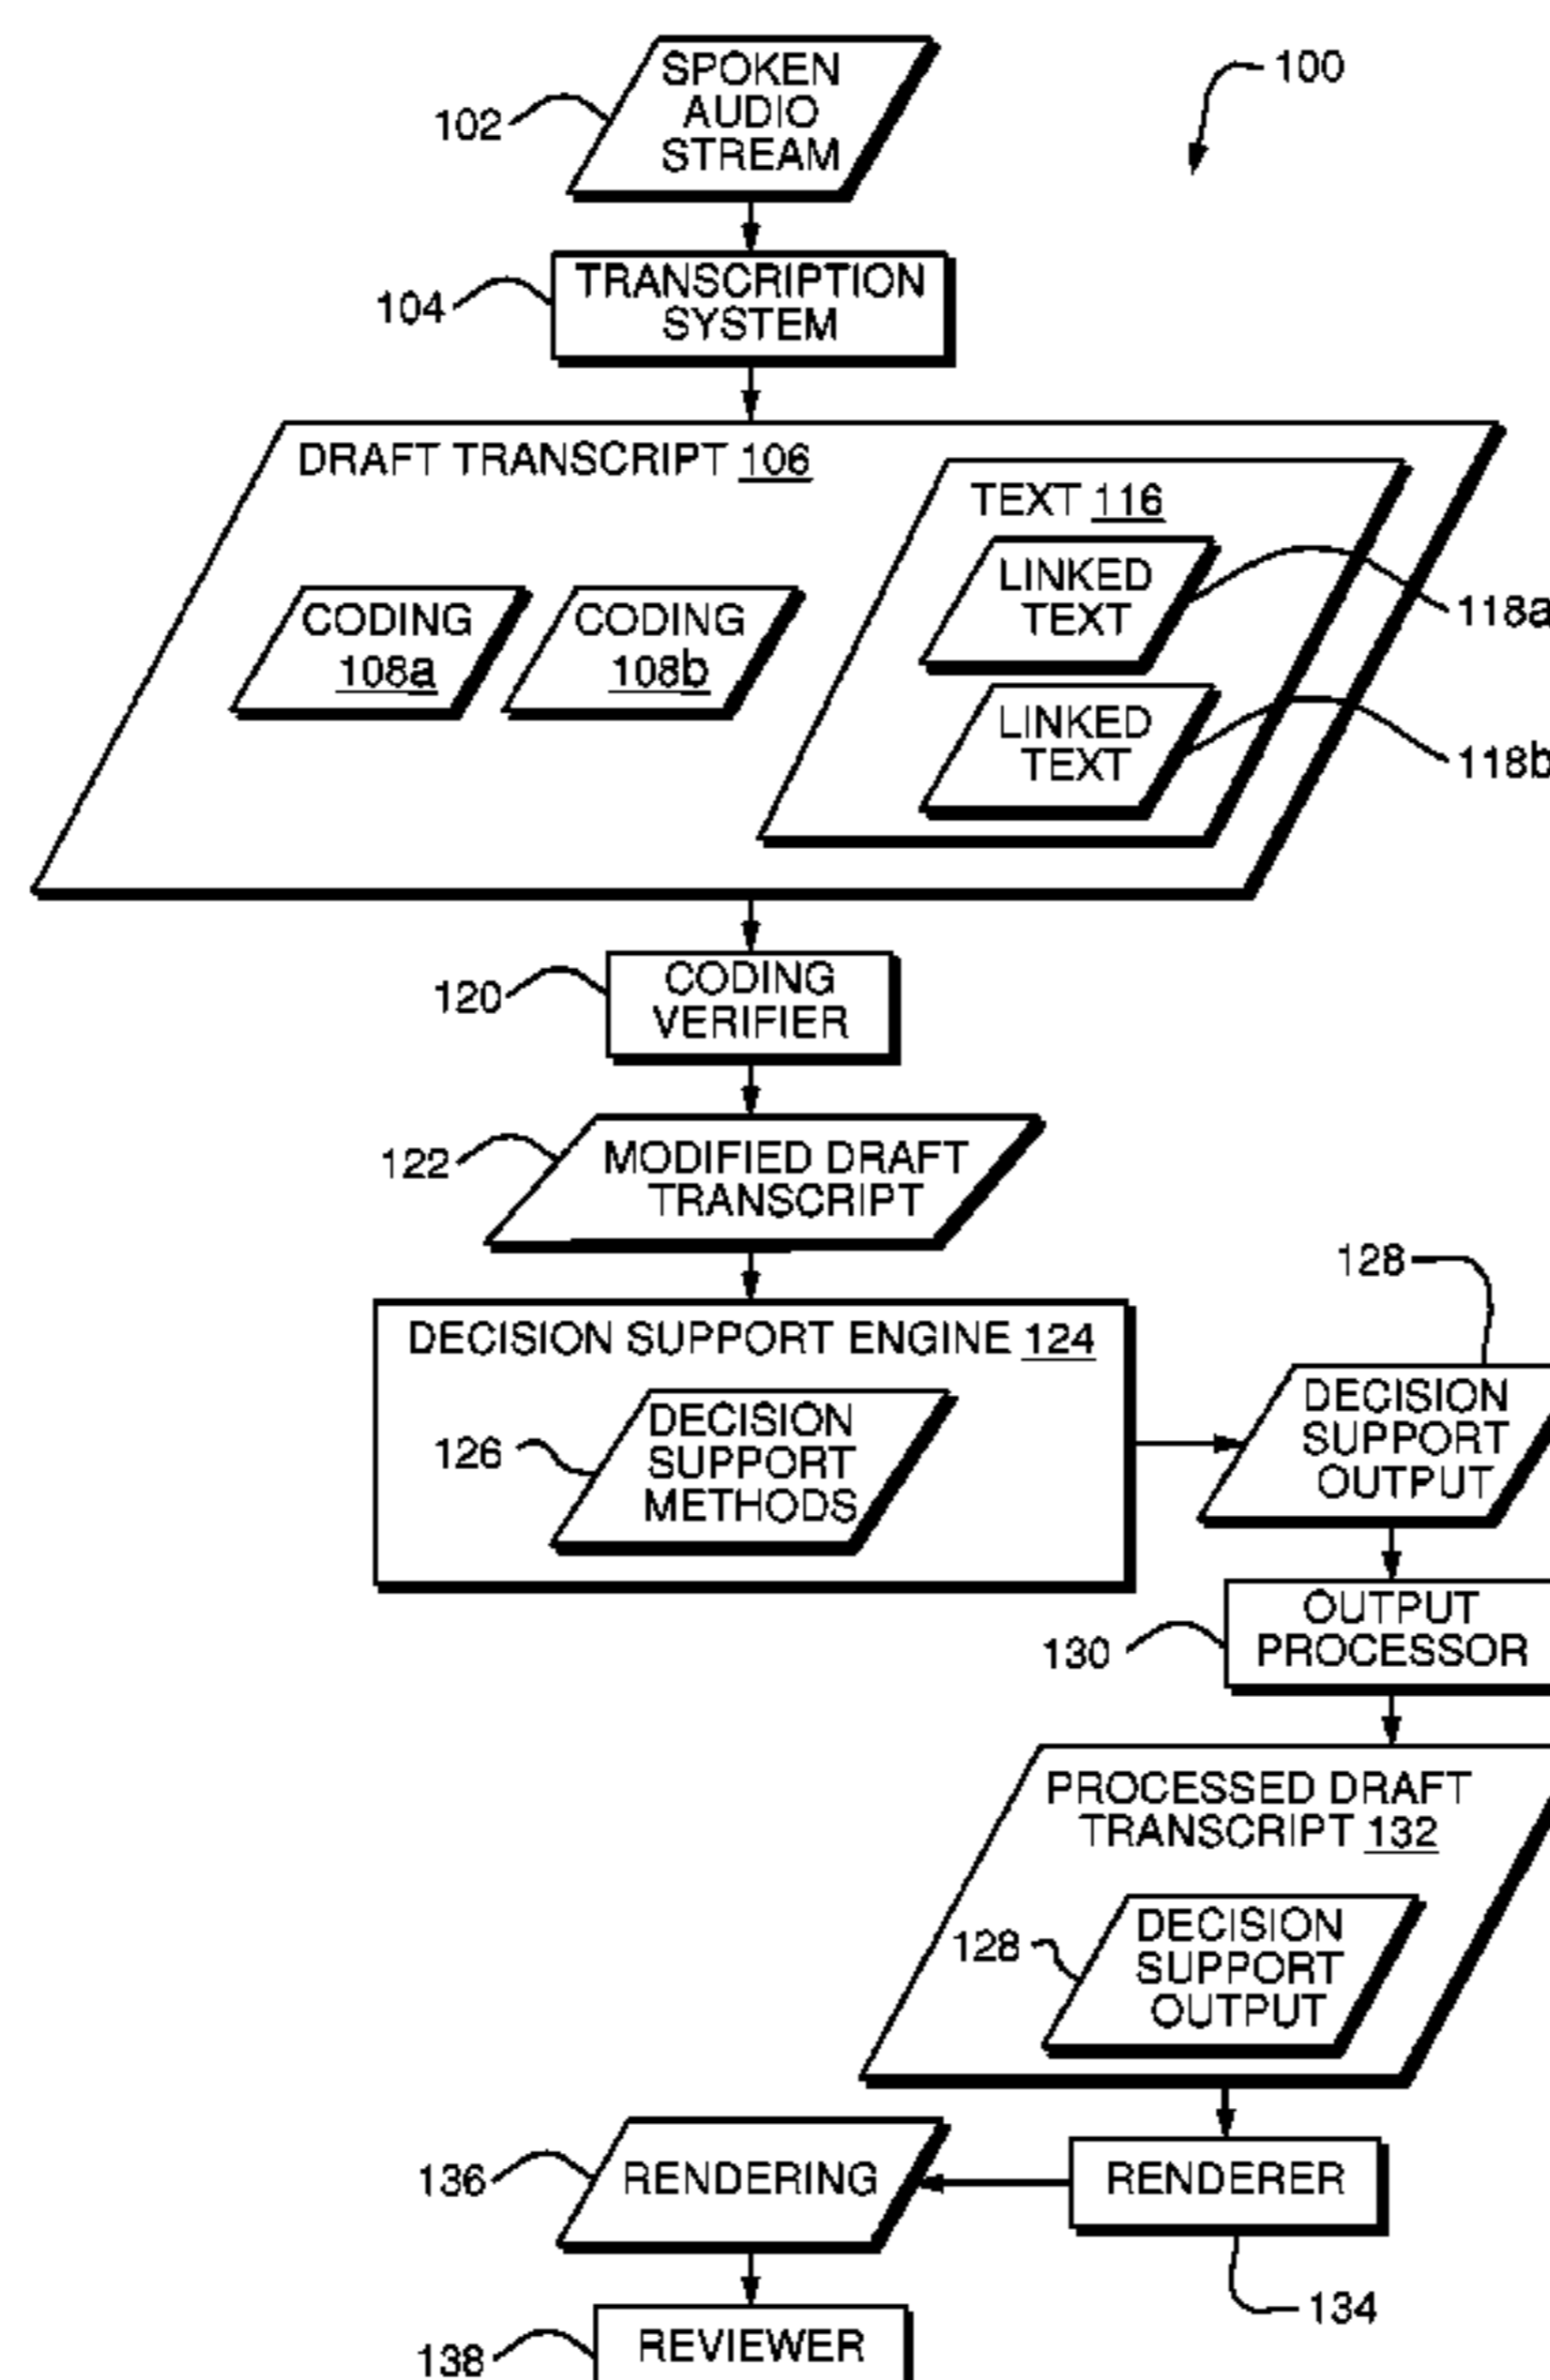 SPOKEN
AUDIO
STREAM
100
102
TRANSCRIPTION
SYSTEM
104
DRAFT TRANSCRIPT 106
TEXT 116
LINKED
TEXT
118a
CODING
108a
CODING
108b
LINKED
TEXT
118b
CODING
VERIFIER
120
MODIFIED DRAFT
TRANSCRIPT
122
DECISION SUPPORT ENGINE 124
DECISION
SUPPORT
METHODS
126
128
DECISION
SUPPORT
OUTPUT
OUTPUT
PROCESSOR
130
PROCESSED DRAFT
TRANSCRIPT 132
DECISION
SUPPORT
OUTPUT
128
RENDERER
134
RENDERING
136
REVIEWER
138